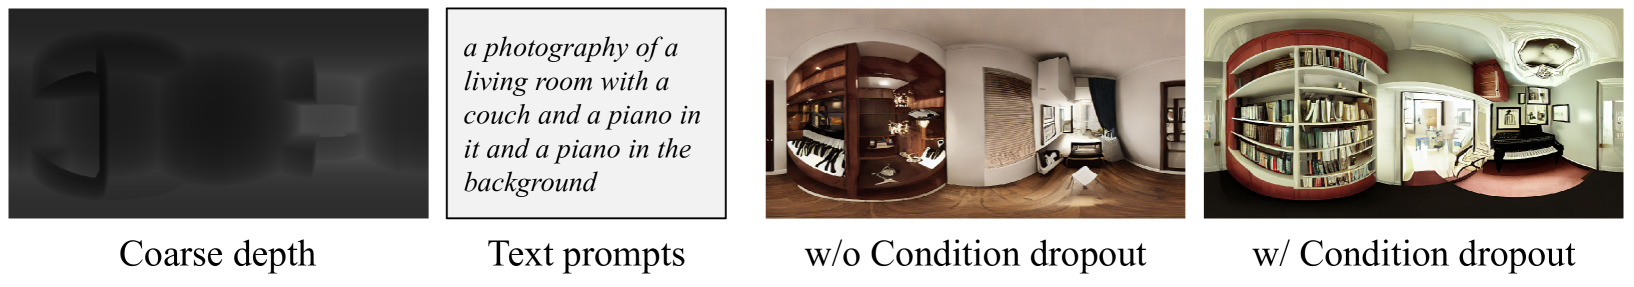 a photography of a
living room with a
couch and a piano in
it and a piano in the
background
Coarse depth
Text prompts
w/o Condition dropout
w/ Condition dropout